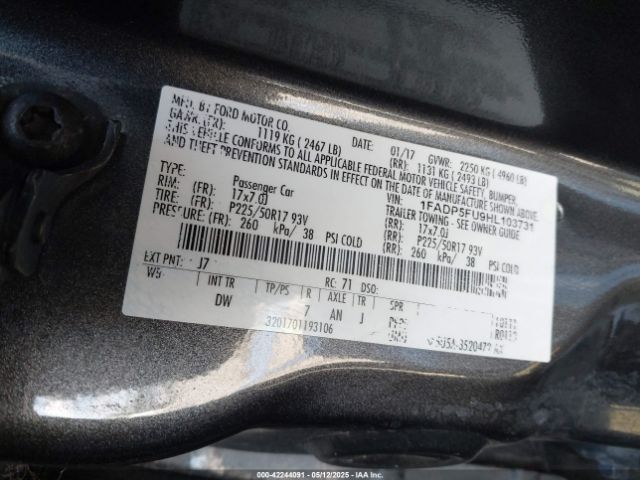 MFD. BY FORD MOTOR CO.
DATE: 01/17 GVWR: 2250 KG ( 4960 LB)
(FR): 1119 KG ( 2467 LB) (RR): 1131 KG ( 2493 LB)
THIS VEHICLE CONFORMS TO ALL APPLICABLE FEDERAL MOTOR VEHICLE SAFETY, BUMPER,
AND THEFT PREVENTION STANDARDS IN EFFECT ON THE DATE OF MANUFACTURE SHOWN ABOVE.
VIN: 1FADP5FU9HL103731
TYPE: Passenger Car TRAILER TOWING - SEE OWNER GUIDE
RIM: (FR): 17x7.0J (RR): 17x7.0J
TIRE: (FR): P225/50R17 93V (RR): P225/50R17 93V
(FR): 260 kPa/ 38 PSI COLD (RR): 260 kPa/ 38 PSI COLD
EXT PNT: J7 RC: 71 DSO:
WB INT TR TP/PS R AXLE TR SPR
DW 7 AN J
3201701193106
000-42244091 - 05/12/2025 - IAAI.COM